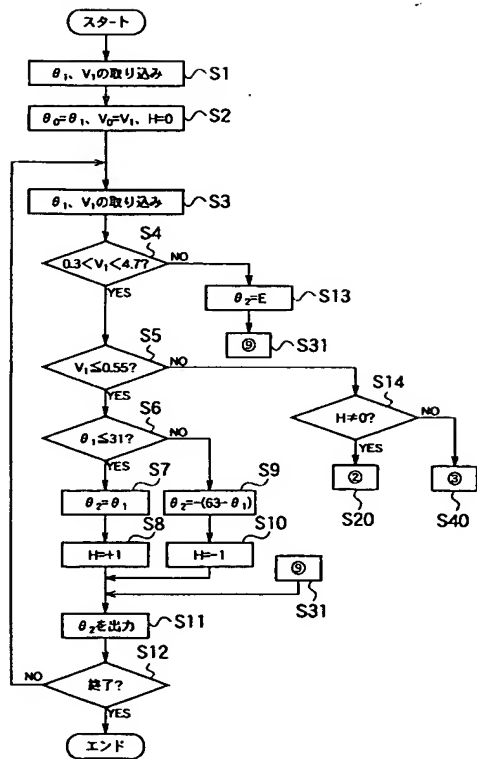 スタート
θ₁、V₁の取り込み
S1
θ₀=θ₁、V₀=V₁、H=0
S2
θ₁、V₁の取り込み
S3
S4
0.3<V₁<4.7?
NO
YES
θ₂=E
S13
⑨
S31
S5
V₁≦0.55?
NO
YES
S14
H≠0?
NO
YES
②
S20
③
S40
S6
θ₁≦31?
NO
YES
S7
θ₂=θ₁
S9
θ₂=-(63-θ₁)
S8
H=+1
S10
H=-1
⑨
S31
θ₂を出力
S11
S12
NO
終了?
YES
エンド